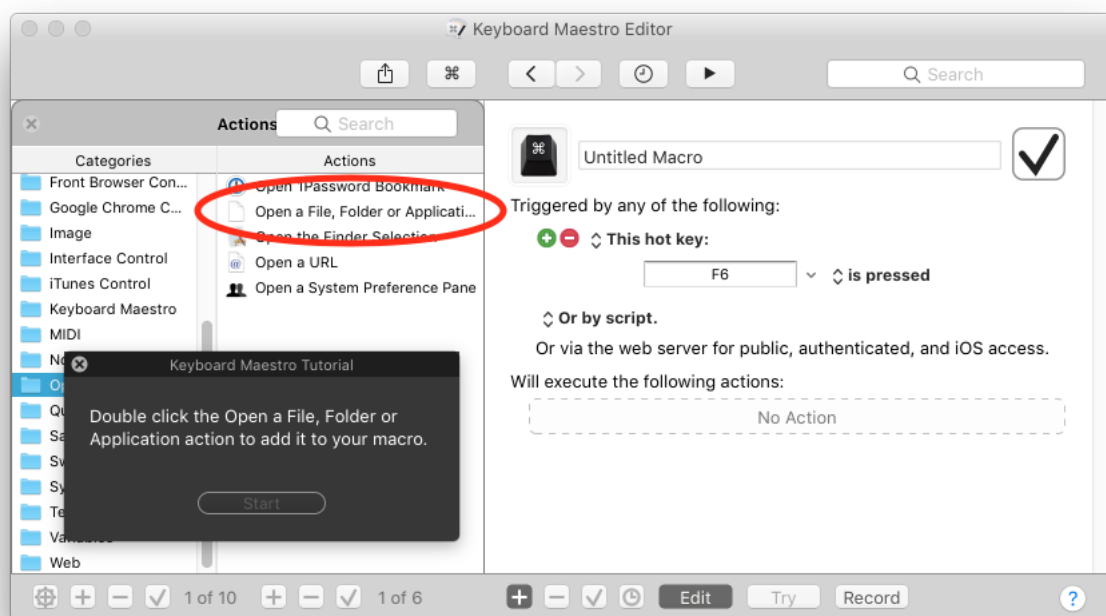 Keyboard Maestro Editor
Search
Actions
Search
Categories
Actions
Front Browser Con...
Google Chrome C...
Image
Interface Control
iTunes Control
Keyboard Maestro
MIDI
Web
Open 1Password Bookmark
Open a File, Folder or Applicati...
Open the Finder Selection
Open a URL
Open a System Preference Pane
Keyboard Maestro Tutorial
Double click the Open a File, Folder or
Application action to add it to your macro.
Start
Untitled Macro
Triggered by any of the following:
This hot key:
F6
is pressed
Or by script.
Or via the web server for public, authenticated, and iOS access.
Will execute the following actions:
No Action
1 of 10
1 of 6
Edit
Try
Record
?